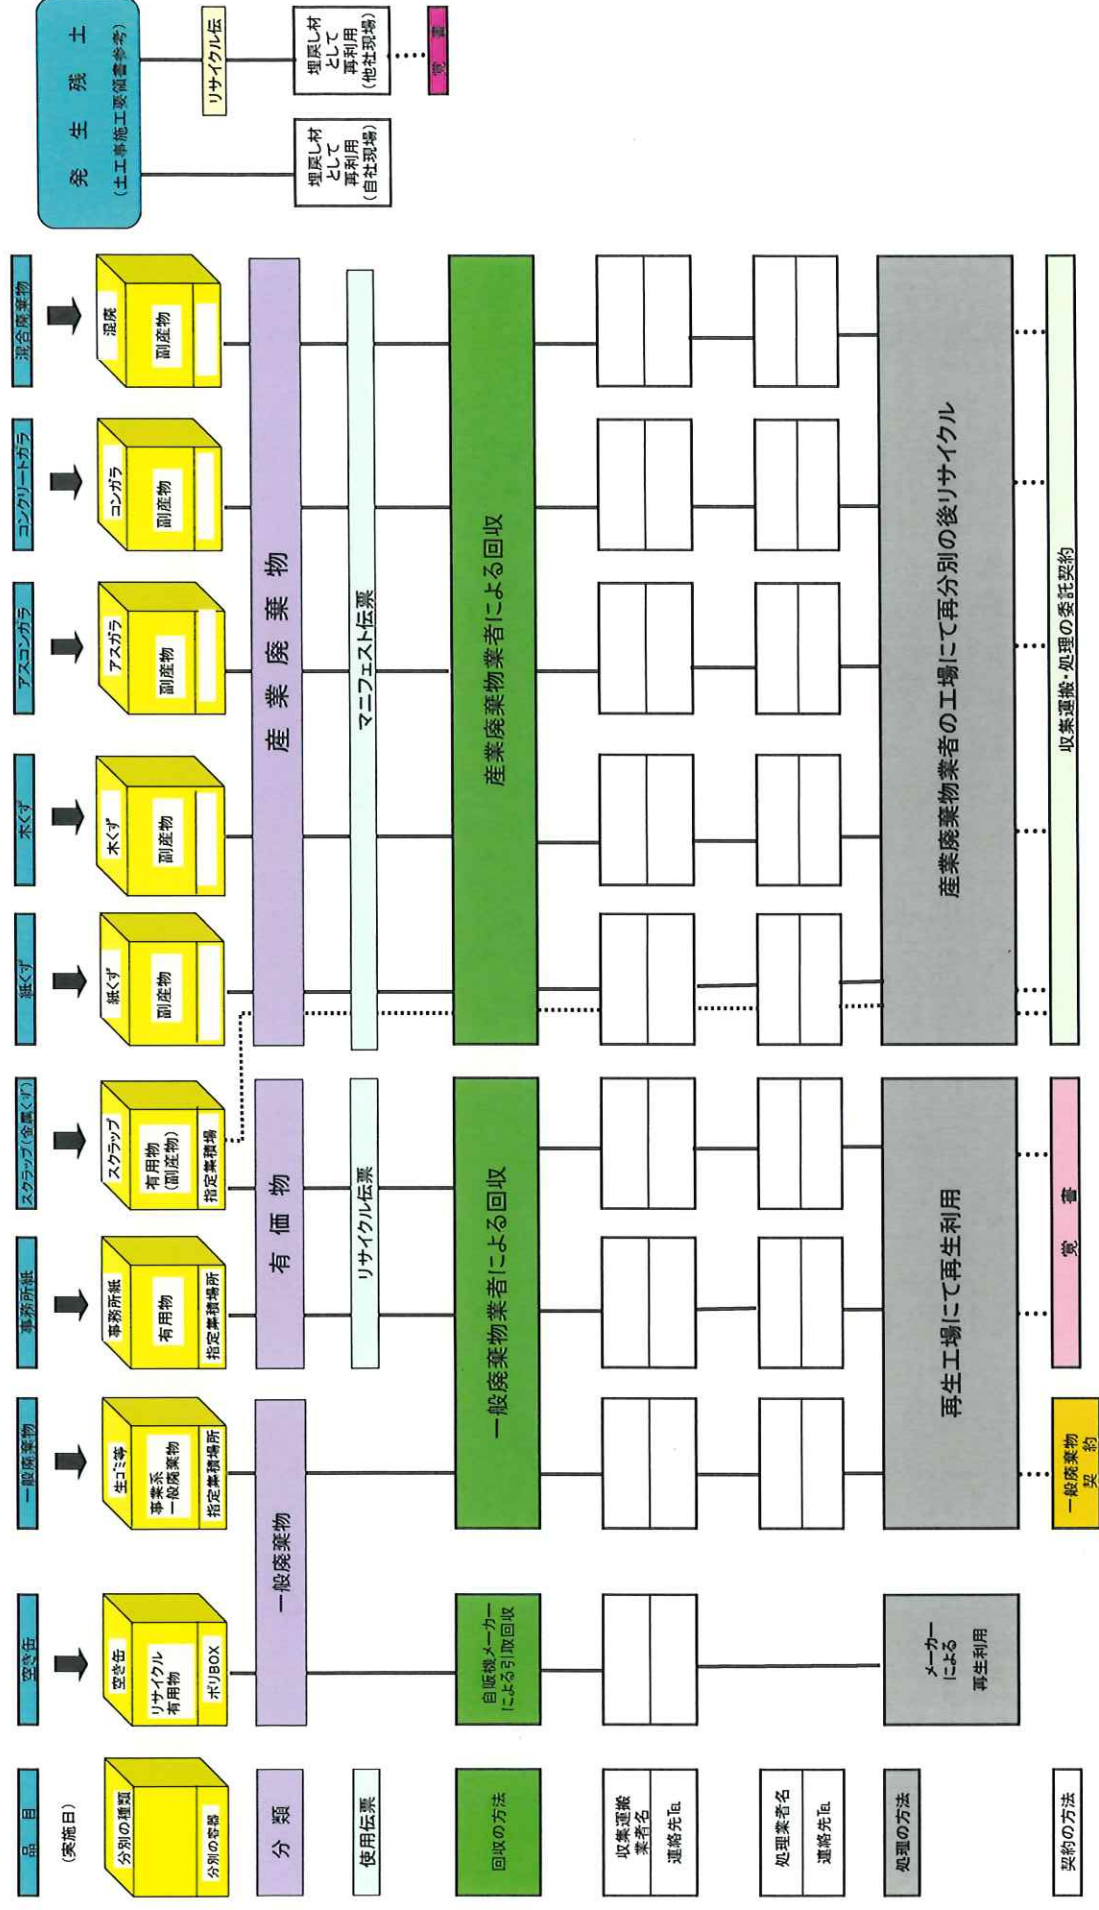 品目
(実施日)
分別の種類
分別の容器
分類
使用伝票
回収の方法
収集運搬
業者名
連絡先℡
処理業者名
連絡先℡
処理の方法
契約の方法
空き缶
一般廃棄物
事務所紙
スクラップ(金属くず)
紙くず
木くず
アスコンガラ
コンクリートガラ
混合廃棄物
空き缶
リサイクル
有用物
ポリBOX
生ゴミ等
事業系
一般廃棄物
指定集積場所
事務所紙
有用物
指定集積場所
スクラップ
有用物
(副産物)
指定集積場
紙くず
副産物
木くず
副産物
アスガラ
副産物
コンガラ
副産物
混廃
副産物
一般廃棄物
有価物
産業廃棄物
リサイクル伝票
マニフェスト伝票
自販機メーカー
による引取回収
一般廃棄物業者による回収
産業廃棄物業者による回収
メーカー
による
再生利用
再生工場にて再生利用
産業廃棄物業者の工場にて再分別の後リサイクル
一般廃棄物
契約
覚書
収集運搬・処理の委託契約
発生残土
(土工事施工要領書参考)
リサイクル伝
埋戻し材
として
再利用
(自社現場)
埋戻し材
として
再利用
(他社現場)
覚書